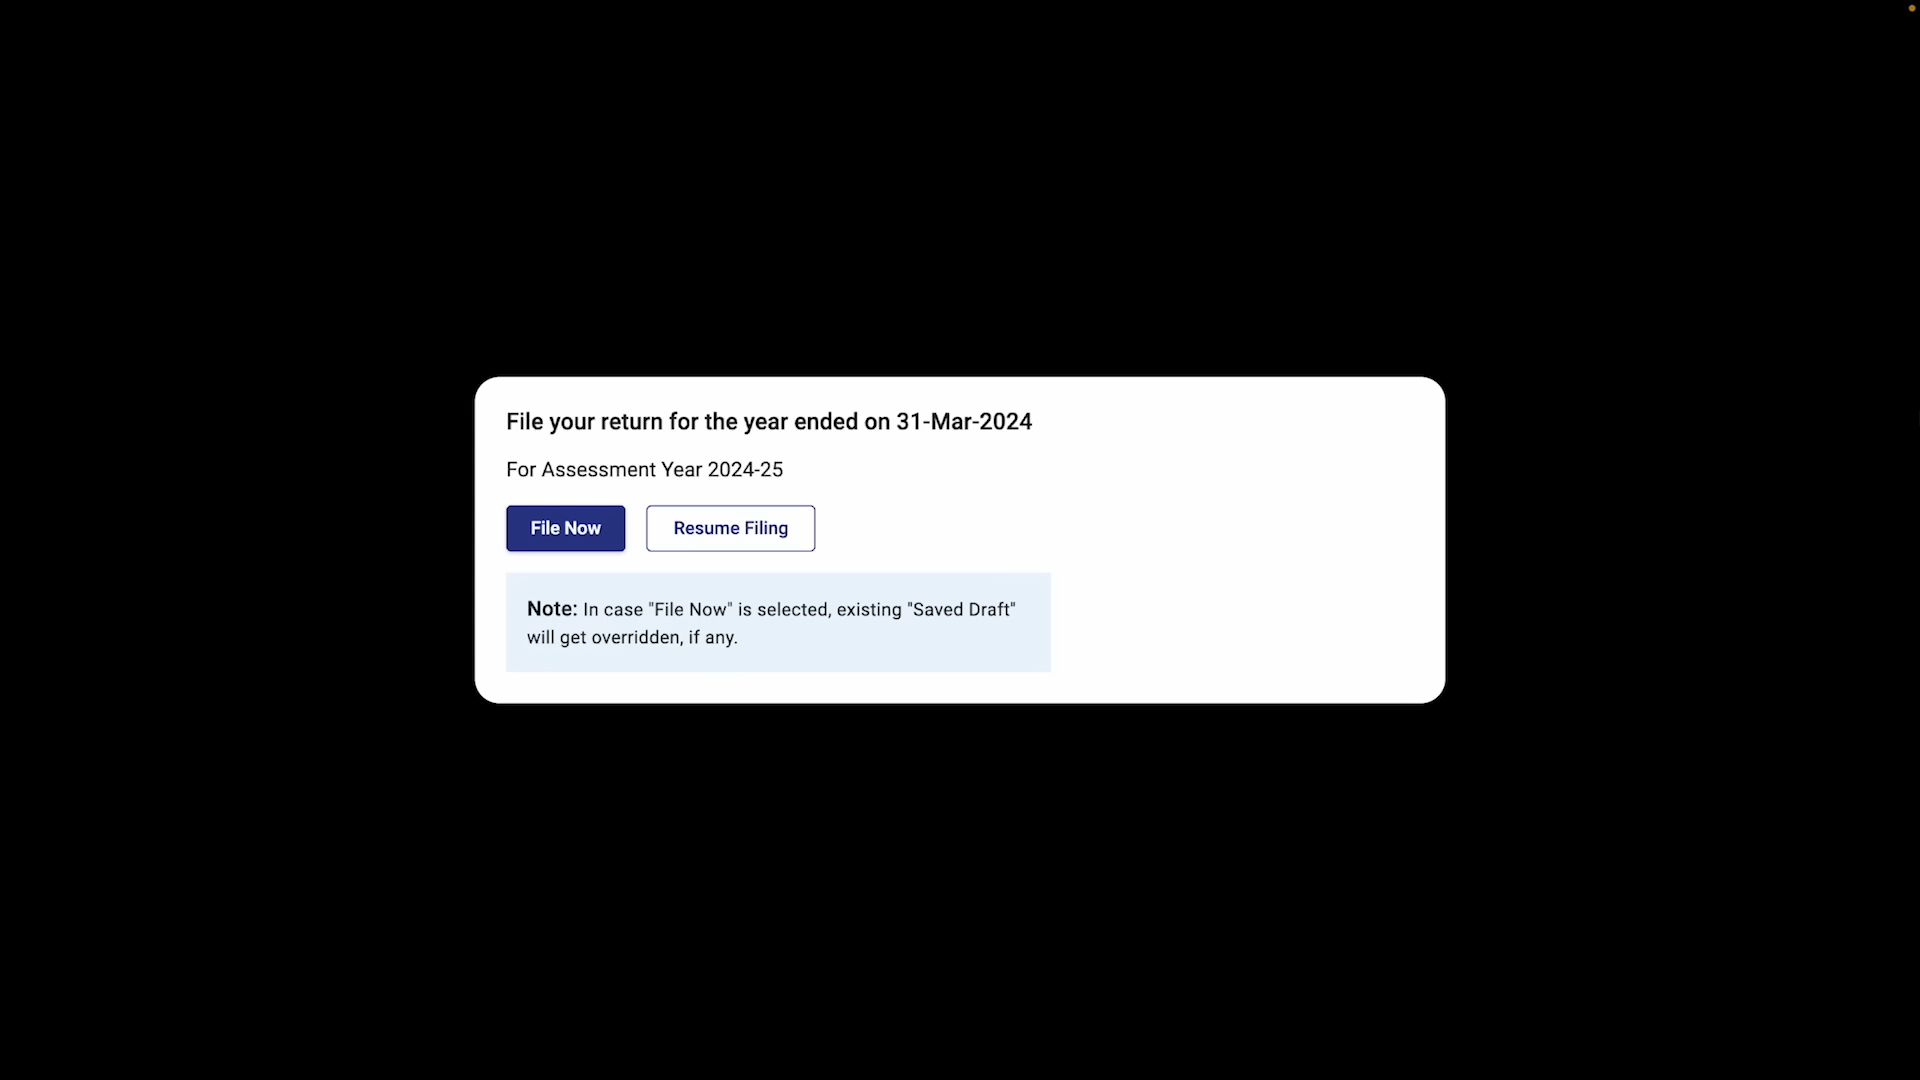 File your return for the year ended on 31-Mar-2024
For Assessment Year 2024-25
File Now
Resume Filing
Note: In case "File Now" is selected, existing "Saved Draft"
will get overridden, if any.